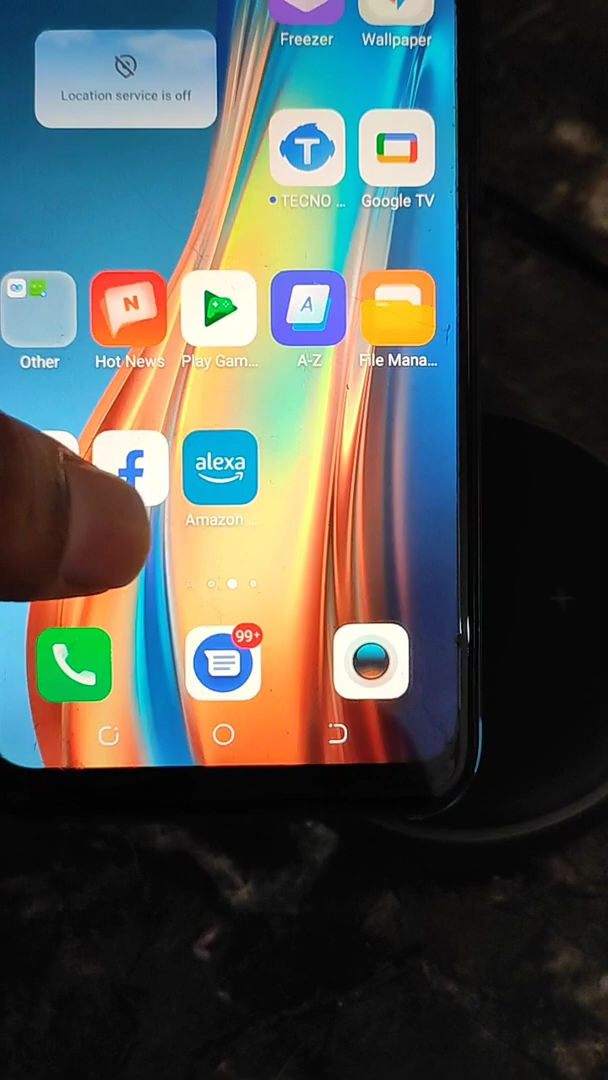 Freezer
Wallpaper
Location service is off
T
TECNO ...
Google TV
N
A
Other
Hot News
Play Gam...
A-Z
File Mana...
f
alexa
Amazon ...
99+